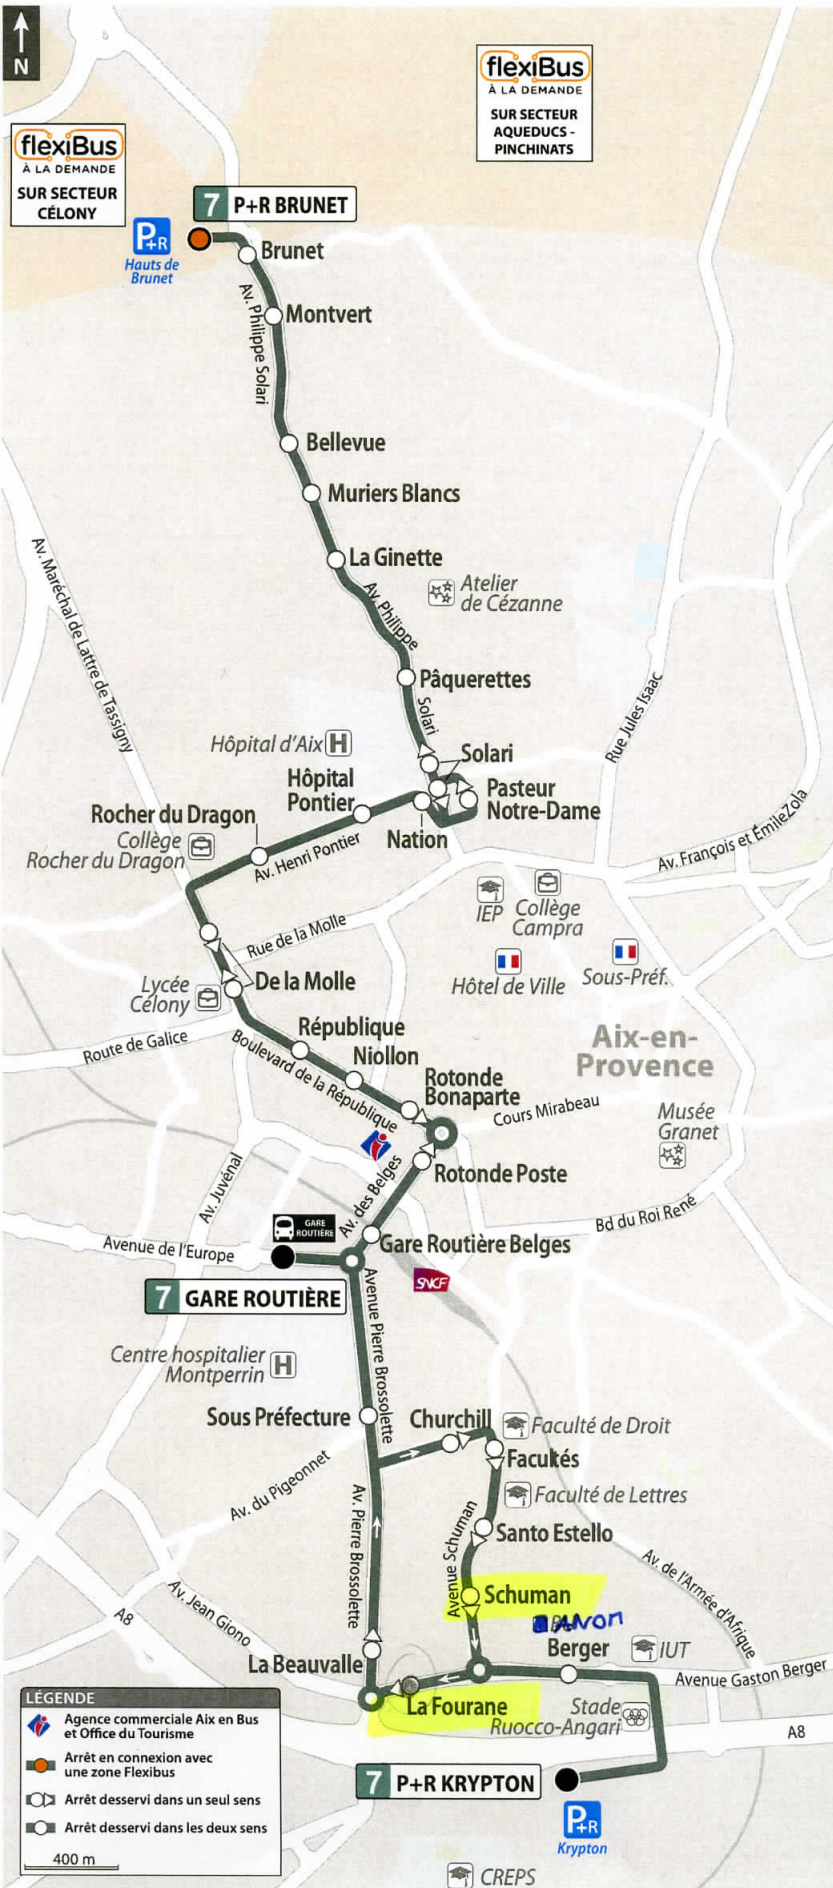 N
flexiBus
À LA DEMANDE
SUR SECTEUR
AQUEDUCS -
PINCHINATS
flexiBus
À LA DEMANDE
SUR SECTEUR
CÉLONY
7 P+R BRUNET
P+R
Hauts de
Brunet
Brunet
Av. Philippe Solari
Montvert
Bellevue
Muriers Blancs
La Ginette
Av. Maréchal de Lattre de Tassigny
Atelier
de Cézanne
Av. Philippe
Solari
Pâquerettes
Rue Jules Isaac
Hôpital d'Aix H
Solari
Hôpital
Pontier
Pasteur
Notre-Dame
Rocher du Dragon
Collège
Rocher du Dragon
Nation
Av. Henri Pontier
Av. François et ÉmileZola
IEP
Collège
Campra
Rue de la Molle
Hôtel de Ville
Sous-Préf.
Lycée
Célony
De la Molle
République
Route de Galice
Boulevard de la République
Niollon
Aix-en-
Provence
Rotonde
Bonaparte
Cours Mirabeau
Musée
Granet
Rotonde Poste
Av. Juvénal
Av. des Belges
Bd du Roi René
GARE
ROUTIÈRE
Avenue de l'Europe
Gare Routière Belges
SNCF
7 GARE ROUTIÈRE
Avenue Pierre Brossolette
Centre hospitalier
Montperrin H
Sous Préfecture
Churchill
Faculté de Droit
Facultés
Av. du Pigeonnet
Faculté de Lettres
Av. Pierre Brossolette
Avenue Schuman
Santo Estello
Av. de l'Armée d'Afrique
Av. Jean Giono
A8
Schuman
Berger
IUT
La Beauvalle
Avenue Gaston Berger
La Fourane
Stade
Ruocco-Angari
A8
7 P+R KRYPTON
P+R
Krypton
CREPS
LÉGENDE
Agence commerciale Aix en Bus
et Office du Tourisme
Arrêt en connexion avec
une zone Flexibus
Arrêt desservi dans un seul sens
Arrêt desservi dans les deux sens
400 m